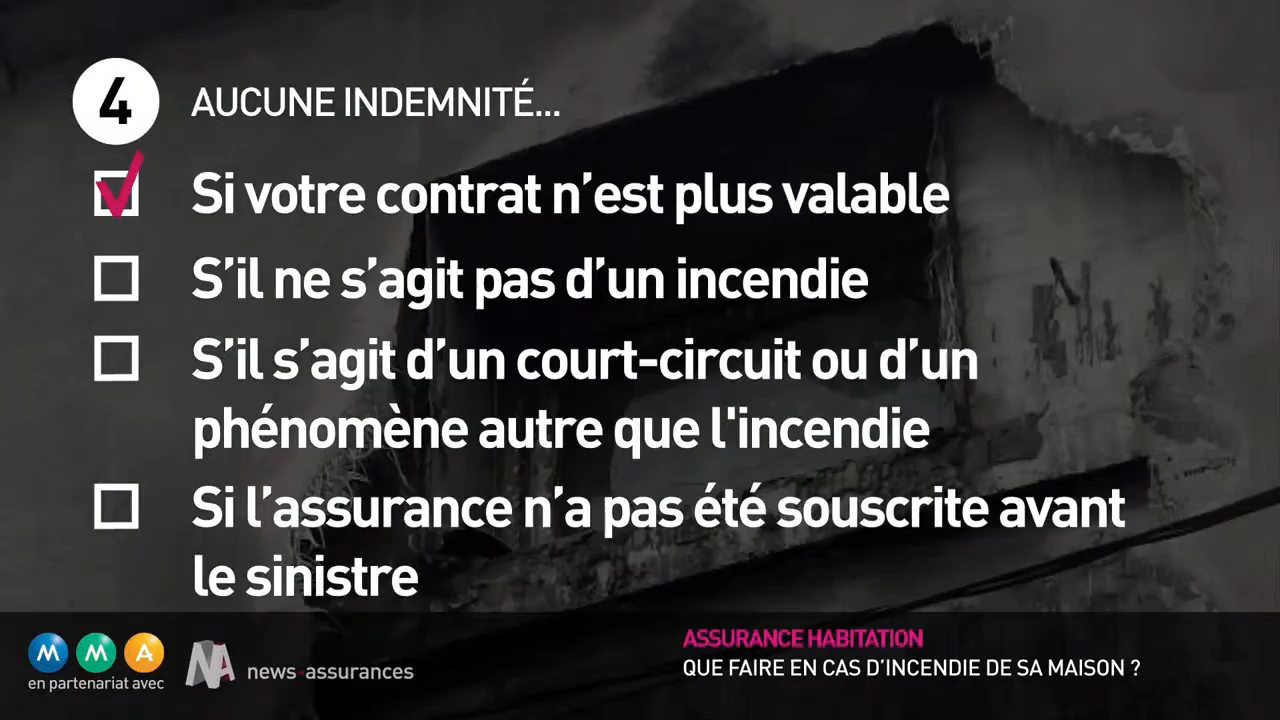 4
AUCUNE INDEMNITÉ...
Si votre contrat n’est plus valable
S’il ne s’agit pas d’un incendie
S’il s’agit d’un court-circuit ou d’un
phénomène autre que l'incendie
Si l’assurance n’a pas été souscrite avant
le sinistre
MMA
en partenariat avec
NA
news·assurances
ASSURANCE HABITATION
QUE FAIRE EN CAS D’INCENDIE DE SA MAISON ?